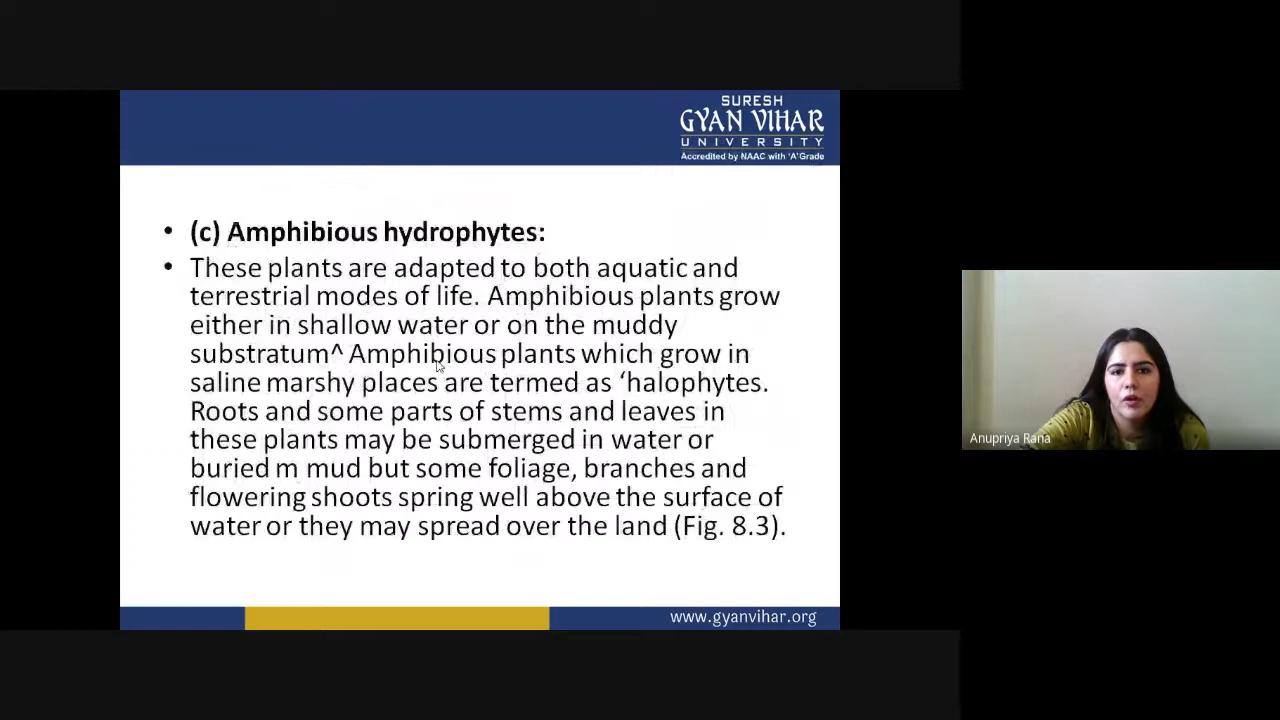 SURESH
GYAN VIHAR
UNIVERSITY
Accredited by NAAC with 'A' Grade
• (c) Amphibious hydrophytes:
• These plants are adapted to both aquatic and
terrestrial modes of life. Amphibious plants grow
either in shallow water or on the muddy
substratum^ Amphibious plants which grow in
saline marshy places are termed as ‘halophytes.
Roots and some parts of stems and leaves in
these plants may be submerged in water or
buried m mud but some foliage, branches and
flowering shoots spring well above the surface of
water or they may spread over the land (Fig. 8.3).
www.gyanvihar.org
Anupriya Rana